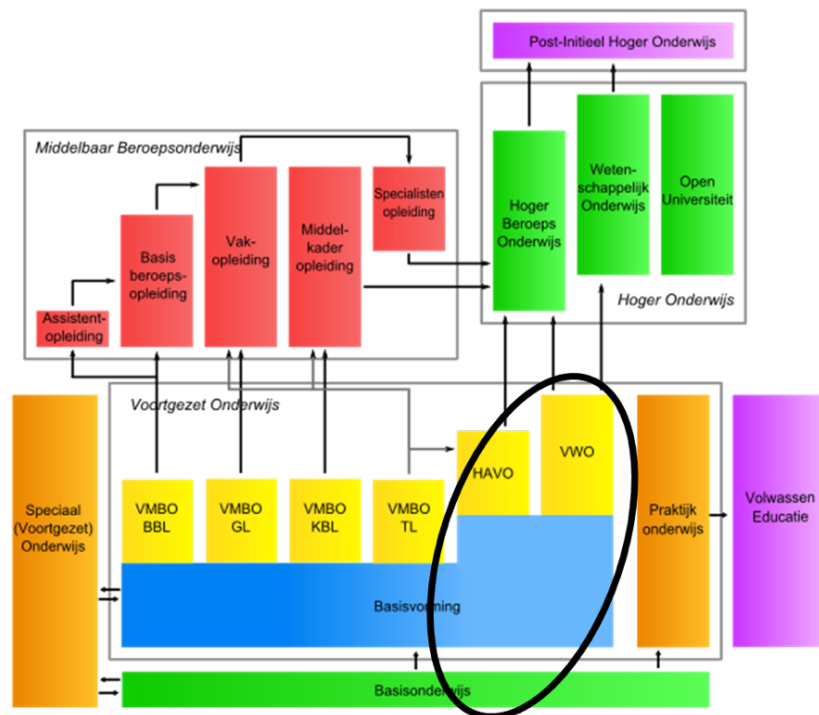 Post-Initieel Hoger Onderwijs
Middelbaar Beroepsonderwijs
Assistent-
opleiding
Basis
beroeps-
opleiding
Vak-
opleiding
Middel-
kader
opleiding
Specialisten
opleiding
Hoger
Beroeps
Onderwijs
Weten-
schappelijk
Onderwijs
Open
Universiteit
Hoger Onderwijs
Voortgezet Onderwijs
Speciaal
(Voortgezet)
Onderwijs
VMBO
BBL
VMBO
GL
VMBO
KBL
VMBO
TL
HAVO
VWO
Praktijk
onderwijs
Volwassen
Educatie
Basisvorming
Basisonderwijs